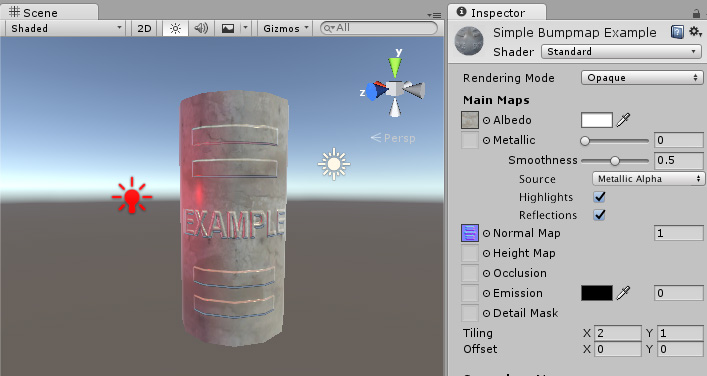 Scene
Shaded
2D
Gizmos
All
y
z
Persp
EXAMPLE
Inspector
Simple Bumpmap Example
Shader Standard
Rendering Mode Opaque
Main Maps
Albedo
Metallic 0
Smoothness 0.5
Source Metallic Alpha
Highlights
Reflections
Normal Map 1
Height Map
Occlusion
Emission 0
Detail Mask
Tiling X 2 Y 1
Offset X 0 Y 0